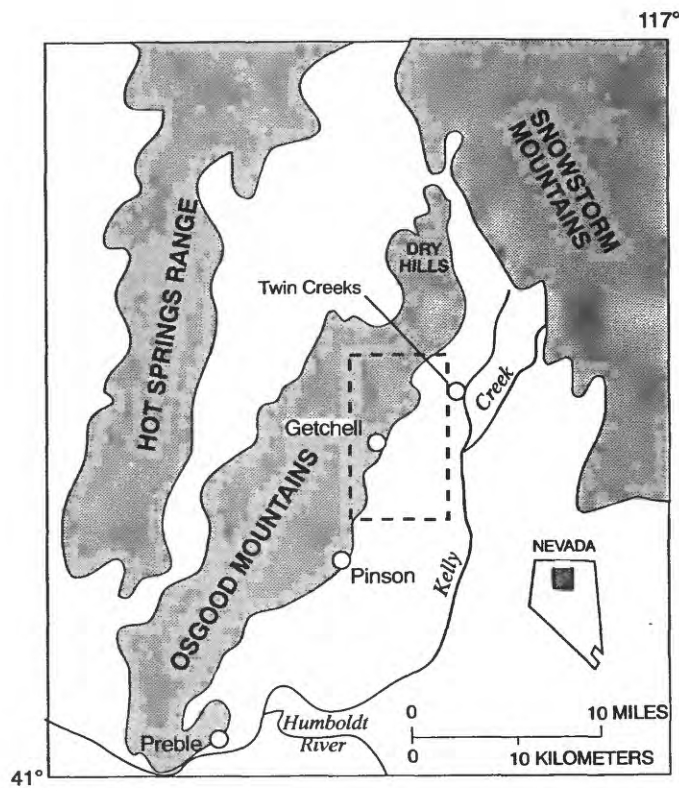 117°
SNOWSTORM
MOUNTAINS
HOT SPRINGS RANGE
DRY
HILLS
Twin Creeks
Creek
Getchell
OSGOOD MOUNTAINS
NEVADA
Pinson
Kelly
0 10 MILES
Humboldt
River
Preble
0 10 KILOMETERS
41°